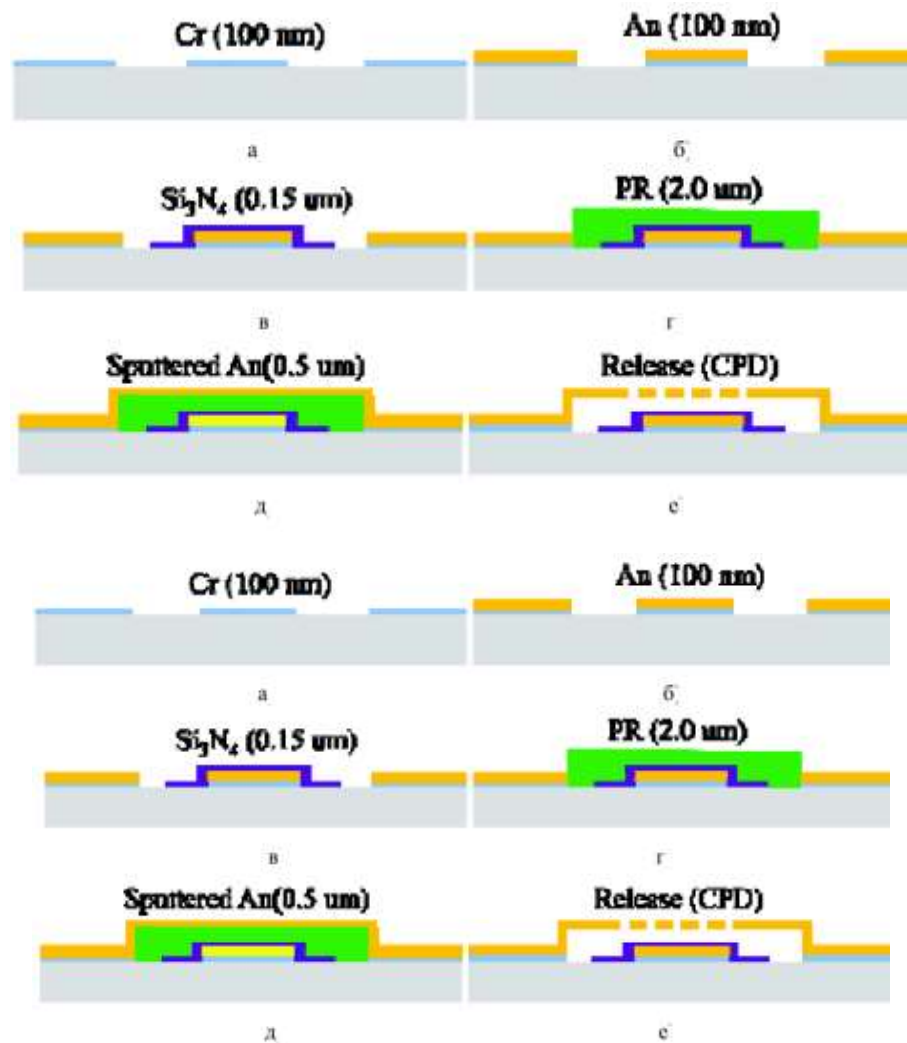 Cr (100 nm)
An (100 nm)
а
б
Si₃N₄ (0.15 um)
PR (2.0 um)
в
г
Sputtered An(0.5 um)
Release (CPD)
д
е
Cr (100 nm)
An (100 nm)
а
б
Si₃N₄ (0.15 um)
PR (2.0 um)
в
г
Sputtered An(0.5 um)
Release (CPD)
д
е